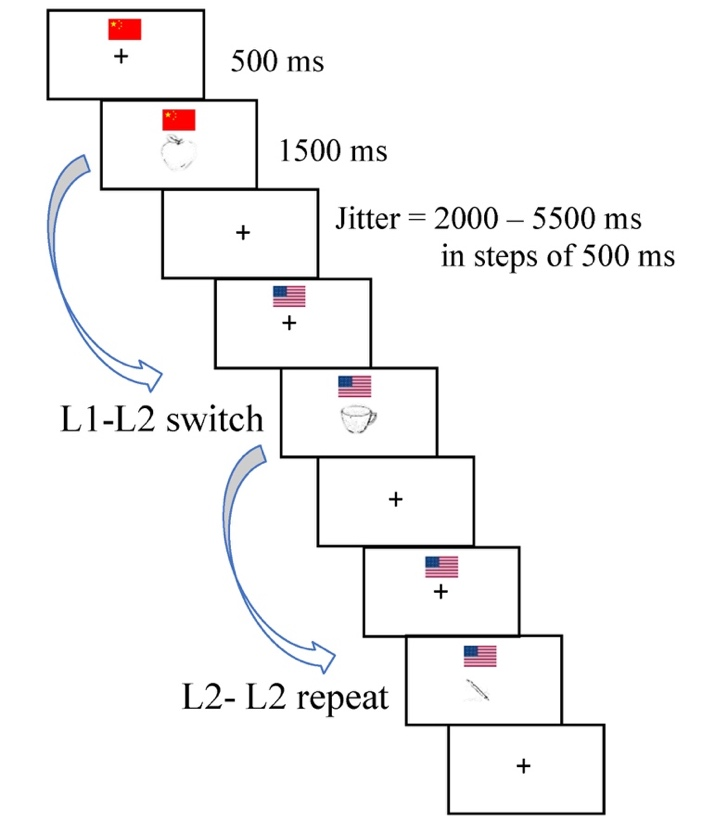 500 ms
1500 ms
Jitter = 2000 – 5500 ms
in steps of 500 ms
L1-L2 switch
L2- L2 repeat